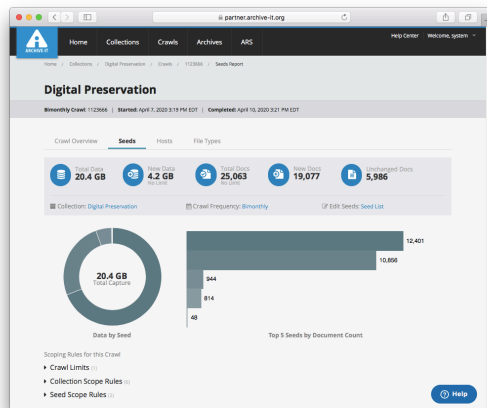 partner.archive-it.org
ARCHIVE-IT
Home Collections Crawls Archives ARS
Help Center Welcome, system
Home / Collections / Digital Preservation / Crawls / 1123666 / Seeds Report
Digital Preservation
Bimonthly Crawl: 1123666 | Started: April 7, 2020 3:19 PM EDT | Completed: April 10, 2020 3:21 PM EDT
Crawl Overview Seeds Hosts File Types
Total Data
20.4 GB
New Data
4.2 GB
No Limit
Total Docs
25,063
No Limit
New Docs
19,077
Unchanged Docs
5,986
Collection: Digital Preservation
Crawl Frequency: Bimonthly
Edit Seeds: Seed List
20.4 GB
Total Capture
Data by Seed
12,401
10,856
944
814
48
Top 5 Seeds by Document Count
Scoping Rules for this Crawl
Crawl Limits
Collection Scope Rules
Seed Scope Rules
Help